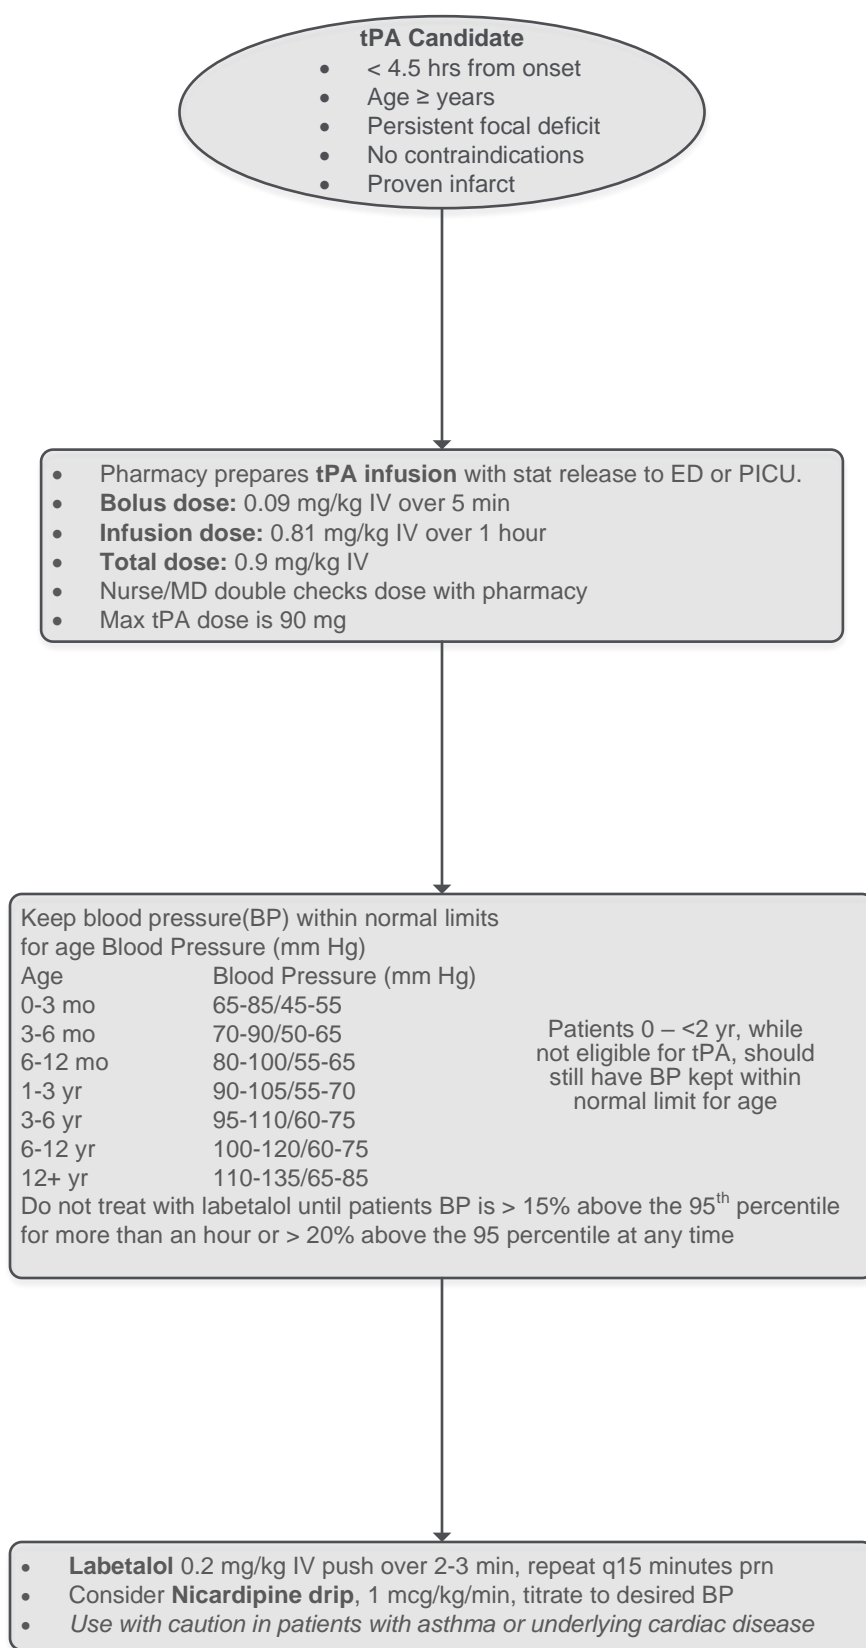 tPA Candidate
• < 4.5 hrs from onset
• Age ≥ years
• Persistent focal deficit
• No contraindications
• Proven infarct
• Pharmacy prepares tPA infusion with stat release to ED or PICU.
• Bolus dose: 0.09 mg/kg IV over 5 min
• Infusion dose: 0.81 mg/kg IV over 1 hour
• Total dose: 0.9 mg/kg IV
• Nurse/MD double checks dose with pharmacy
• Max tPA dose is 90 mg
Keep blood pressure(BP) within normal limits
for age Blood Pressure (mm Hg)
Age Blood Pressure (mm Hg)
0-3 mo 65-85/45-55
3-6 mo 70-90/50-65
6-12 mo 80-100/55-65
1-3 yr 90-105/55-70
3-6 yr 95-110/60-75
6-12 yr 100-120/60-75
12+ yr 110-135/65-85
Patients 0 – <2 yr, while
not eligible for tPA, should
still have BP kept within
normal limit for age
Do not treat with labetalol until patients BP is > 15% above the 95th percentile
for more than an hour or > 20% above the 95 percentile at any time
• Labetalol 0.2 mg/kg IV push over 2-3 min, repeat q15 minutes prn
• Consider Nicardipine drip, 1 mcg/kg/min, titrate to desired BP
• Use with caution in patients with asthma or underlying cardiac disease